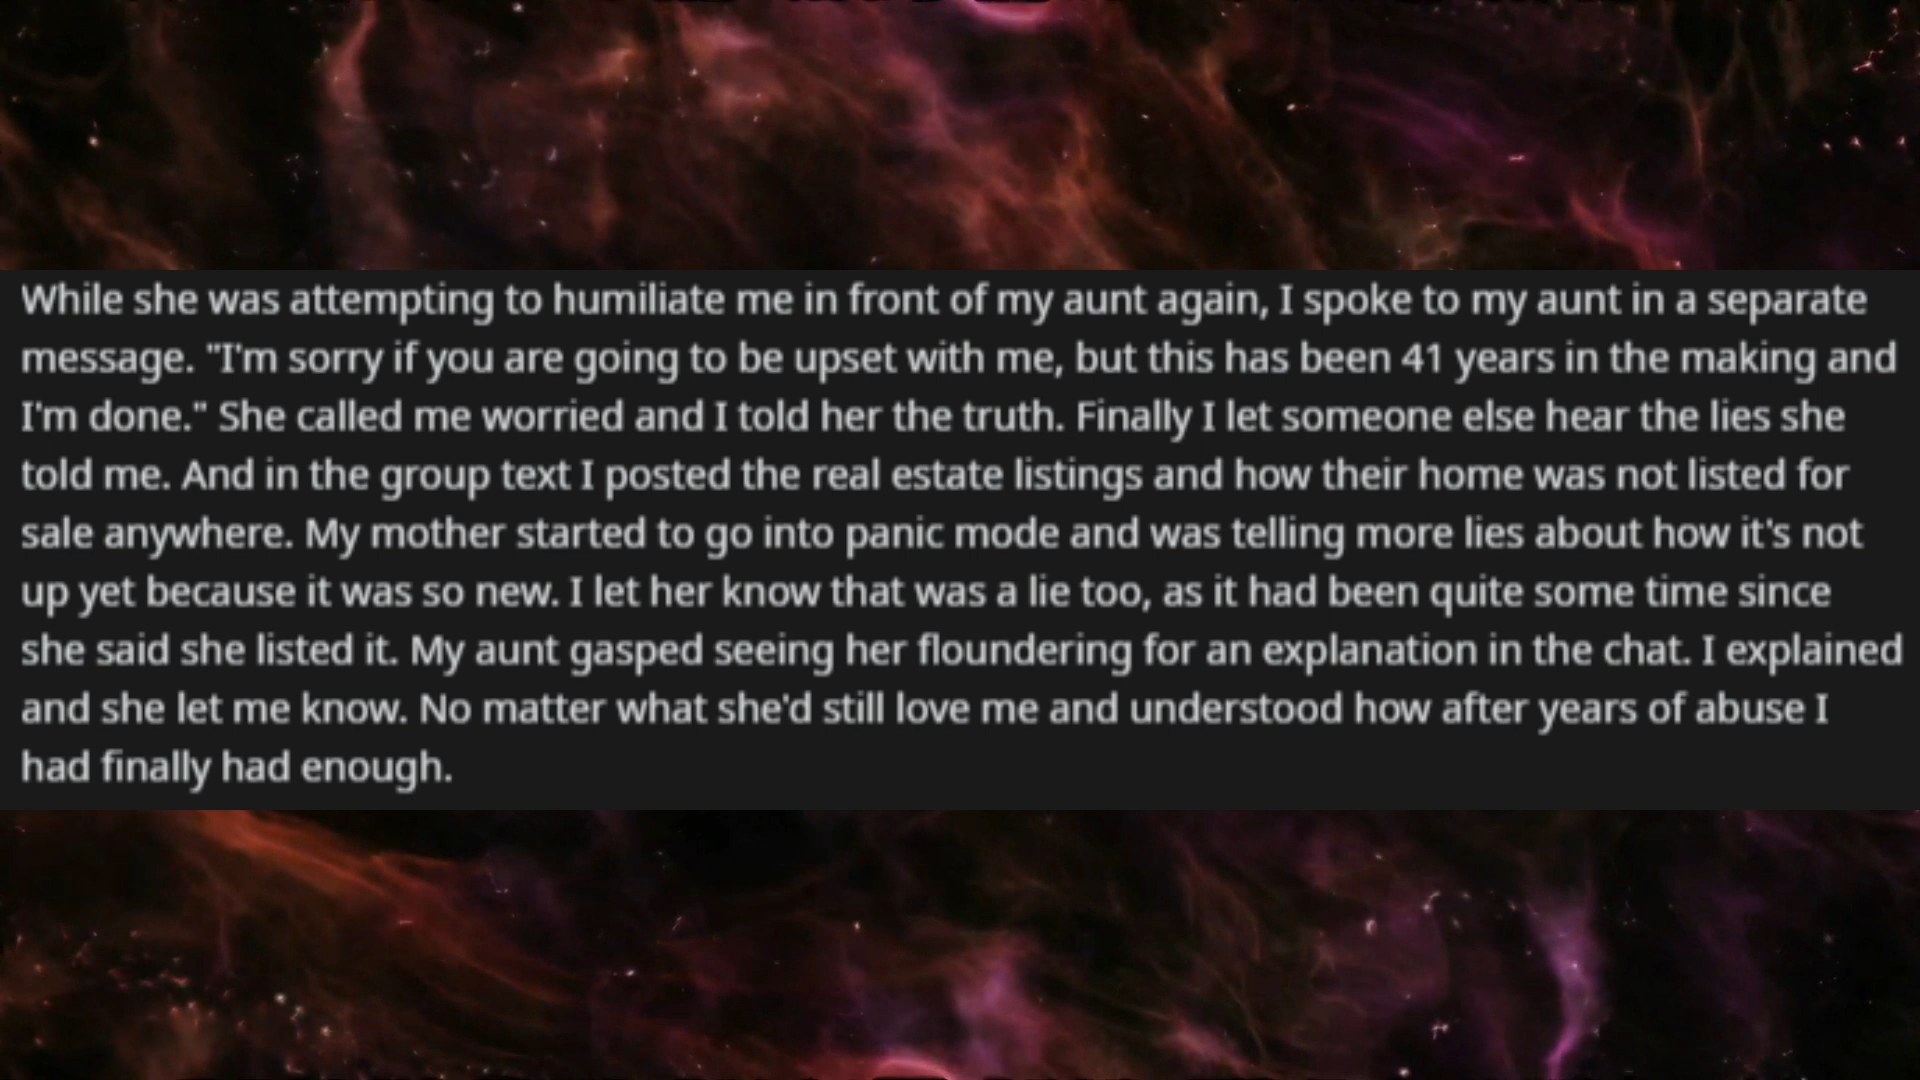 While she was attempting to humiliate me in front of my aunt again, I spoke to my aunt in a separate
message. "I'm sorry if you are going to be upset with me, but this has been 41 years in the making and
I'm done." She called me worried and I told her the truth. Finally I let someone else hear the lies she
told me. And in the group text I posted the real estate listings and how their home was not listed for
sale anywhere. My mother started to go into panic mode and was telling more lies about how it's not
up yet because it was so new. I let her know that was a lie too, as it had been quite some time since
she said she listed it. My aunt gasped seeing her floundering for an explanation in the chat. I explained
and she let me know. No matter what she'd still love me and understood how after years of abuse I
had finally had enough.